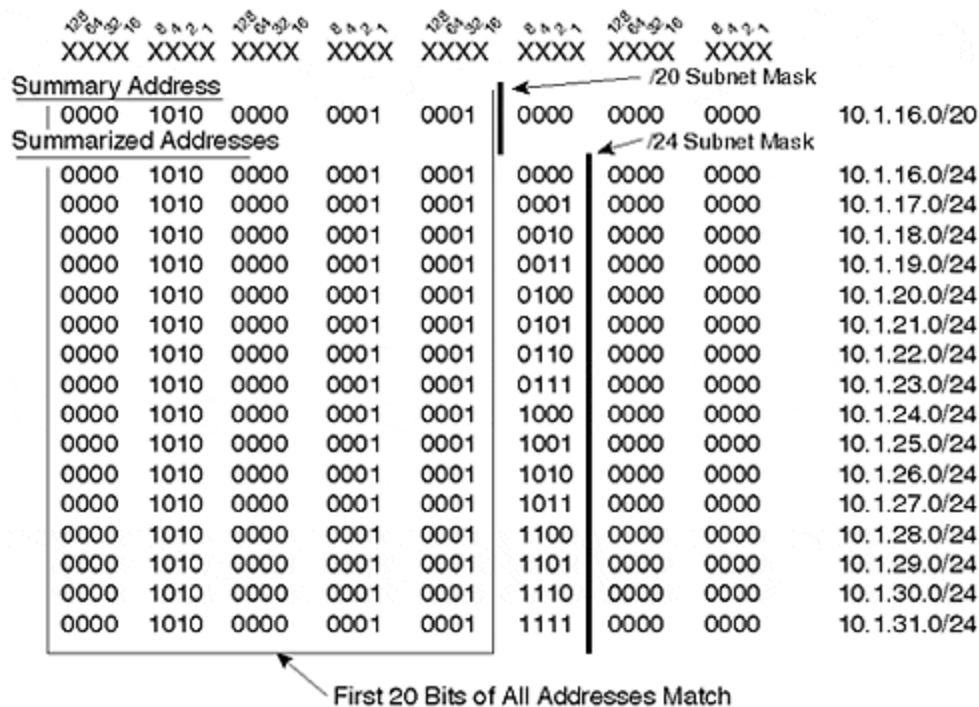 128 64 32 16 8 4 2 1 128 64 32 16 8 4 2 1 128 64 32 16 8 4 2 1 128 64 32 16 8 4 2 1
XXXX XXXX XXXX XXXX XXXX XXXX XXXX XXXX
/20 Subnet Mask
Summary Address
0000 1010 0000 0001 0001 0000 0000 0000 10.1.16.0/20
Summarized Addresses
/24 Subnet Mask
0000 1010 0000 0001 0001 0000 0000 0000 10.1.16.0/24
0000 1010 0000 0001 0001 0001 0000 0000 10.1.17.0/24
0000 1010 0000 0001 0001 0010 0000 0000 10.1.18.0/24
0000 1010 0000 0001 0001 0011 0000 0000 10.1.19.0/24
0000 1010 0000 0001 0001 0100 0000 0000 10.1.20.0/24
0000 1010 0000 0001 0001 0101 0000 0000 10.1.21.0/24
0000 1010 0000 0001 0001 0110 0000 0000 10.1.22.0/24
0000 1010 0000 0001 0001 0111 0000 0000 10.1.23.0/24
0000 1010 0000 0001 0001 1000 0000 0000 10.1.24.0/24
0000 1010 0000 0001 0001 1001 0000 0000 10.1.25.0/24
0000 1010 0000 0001 0001 1010 0000 0000 10.1.26.0/24
0000 1010 0000 0001 0001 1011 0000 0000 10.1.27.0/24
0000 1010 0000 0001 0001 1100 0000 0000 10.1.28.0/24
0000 1010 0000 0001 0001 1101 0000 0000 10.1.29.0/24
0000 1010 0000 0001 0001 1110 0000 0000 10.1.30.0/24
0000 1010 0000 0001 0001 1111 0000 0000 10.1.31.0/24
First 20 Bits of All Addresses Match